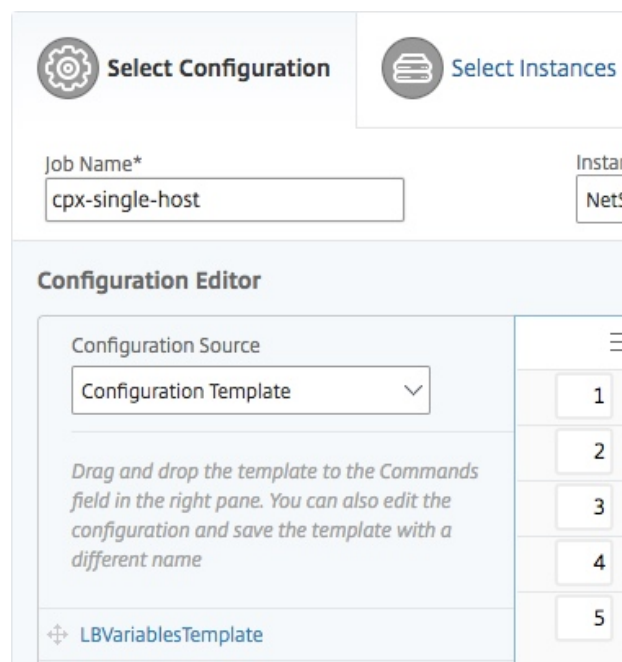 Select Configuration
Select Instances
Job Name*
Instan
cpx-single-host
NetS
Configuration Editor
Configuration Source
Configuration Template
1
2
Drag and drop the template to the Commands
field in the right pane. You can also edit the
3
configuration and save the template with a
different name
4
5
LBVariablesTemplate